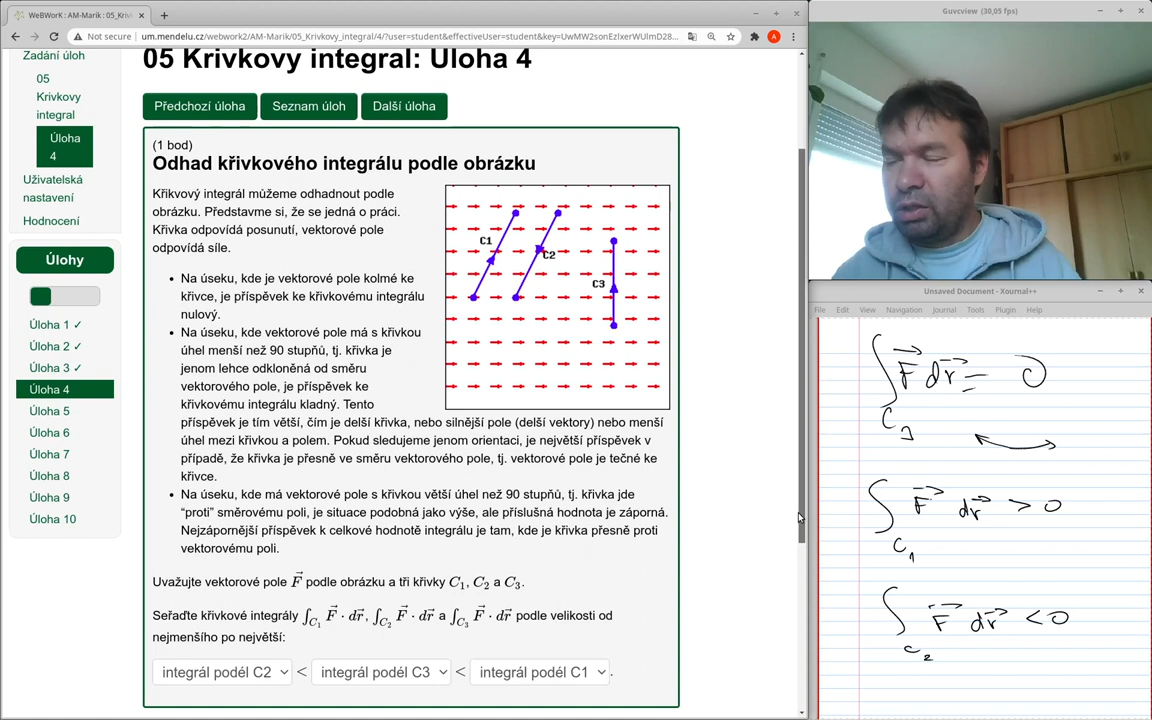 WeBWorK : AM-Marik : 05_Krivk
Guvcview (30,05 fps)
Not secure
um.mendelu.cz/webwork2/AM-Marik/05_Krivky_integral/4/?user=student&effectiveUser=student&key=UwMW2sonEzlxerWUlmD28...
A
Zadání úloh
05
Krivkovy
integral
Úloha
4
Uživatelská
nastavení
Hodnocení
Úlohy
Úloha 1 ✓
Úloha 2 ✓
Úloha 3 ✓
Úloha 4
Úloha 5
Úloha 6
Úloha 7
Úloha 8
Úloha 9
Úloha 10
05 Krivkovy integral: Úloha 4
Předchozí úloha
Seznam úloh
Další úloha
(1 bod)
Odhad křivkového integrálu podle obrázku
Křikvový integrál můžeme odhadnout podle
obrázku. Představme si, že se jedná o práci.
Křivka odpovídá posunutí, vektorové pole
odpovídá síle.
Na úseku, kde je vektorové pole kolmé ke
křivce, je příspěvek ke křivkovému integrálu
nulový.
Na úseku, kde vektorové pole má s křivkou
úhel menší než 90 stupňů, tj. křivka je
jenom lehce odkloněná od směru
vektorového pole, je příspěvek ke
křivkovému integrálu kladný. Tento
příspěvek je tím větší, čím je delší křivka, nebo silnější pole (delší vektory) nebo menší
úhel mezi křivkou a polem. Pokud sledujeme jenom orientaci, je největší příspěvek v
případě, že křivka je přesně ve směru vektorového pole, tj. vektorové pole je tečné ke
křivce.
Na úseku, kde má vektorové pole s křivkou větší úhel než 90 stupňů, tj. křivka jde
“proti” směrovému poli, je situace podobná jako výše, ale příslušná hodnota je záporná.
Nejzápornější příspěvek k celkové hodnotě integrálu je tam, kde je křivka přesně proti
vektorovému poli.
C1
C2
C3
Uvažujte vektorové pole F⃗ podle obrázku a tři křivky C₁, C₂ a C₃.
Seřaďte křivkové integrály ∫_C₁ F⃗ · dr⃗, ∫_C₂ F⃗ · dr⃗ a ∫_C₃ F⃗ · dr⃗ podle velikosti od
nejmenšího po největší:
integrál podél C2 < integrál podél C3 < integrál podél C1 .
Unsaved Document - Xournal++
File Edit View Navigation Journal Tools Plugin Help
∫_C₃ F⃗ dr⃗ = 0
∫_C₁ F⃗ dr⃗ > 0
∫_C₂ F⃗ dr⃗ < 0